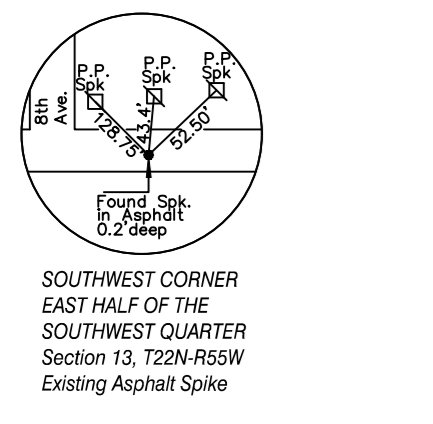 P.P.
Spk
P.P.
Spk
P.P.
Spk
8th
Ave.
128.75'
43.4'
52.50'
Found Spk.
in Asphalt
0.2'deep
SOUTHWEST CORNER
EAST HALF OF THE
SOUTHWEST QUARTER
Section 13, T22N-R55W
Existing Asphalt Spike